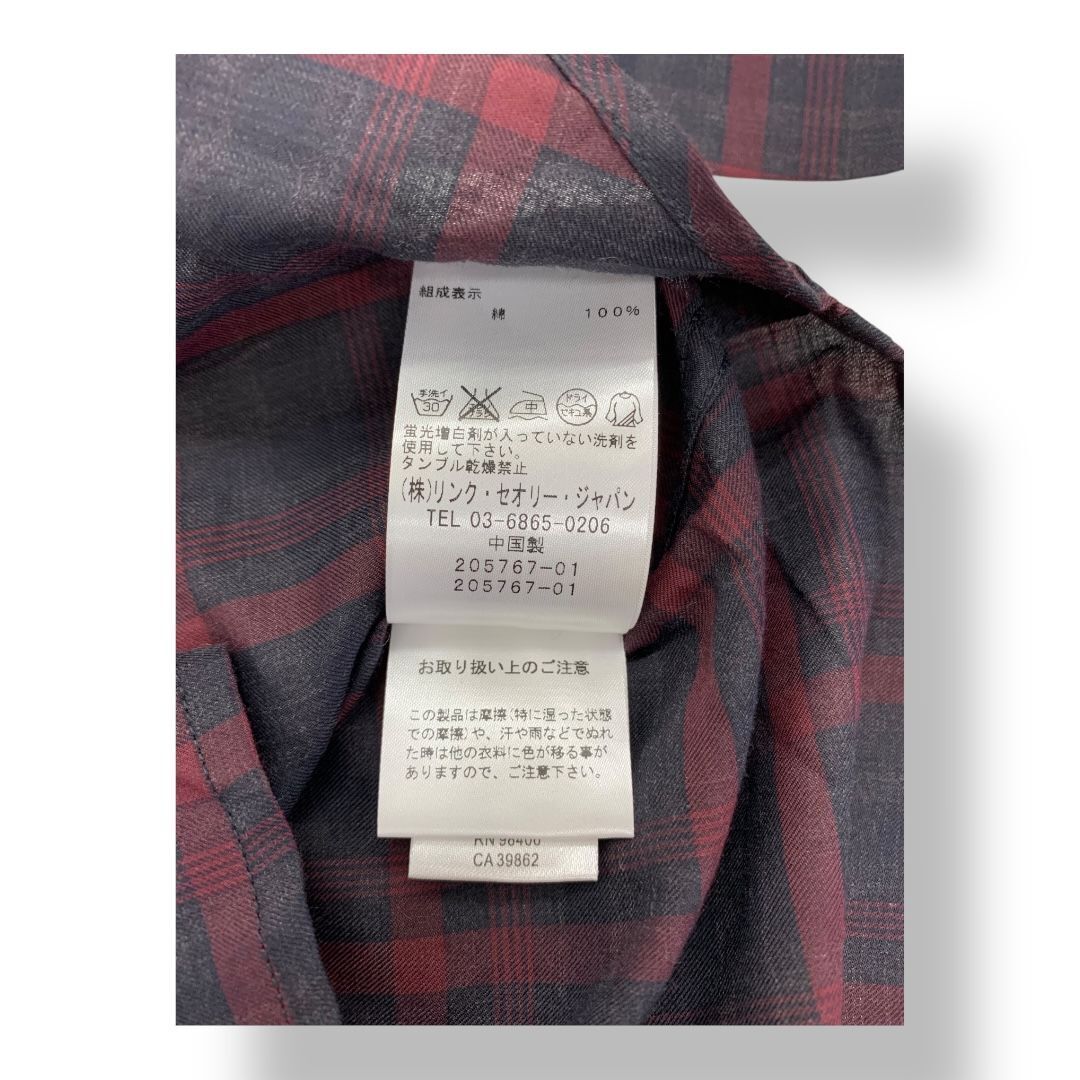 組成表示
綿 100%
手洗イ 30 中 ドライ セキユ系
蛍光増白剤が入っていない洗剤を
使用して下さい。
タンブル乾燥禁止
(株)リンク・セオリー・ジャパン
TEL 03-6865-0206
中国製
205767-01
205767-01
お取り扱い上のご注意
この製品は摩擦(特に湿った状態
での摩擦)や、汗や雨などでぬれ
た時は他の衣料に色が移る事が
ありますので、ご注意下さい。
CA 39862